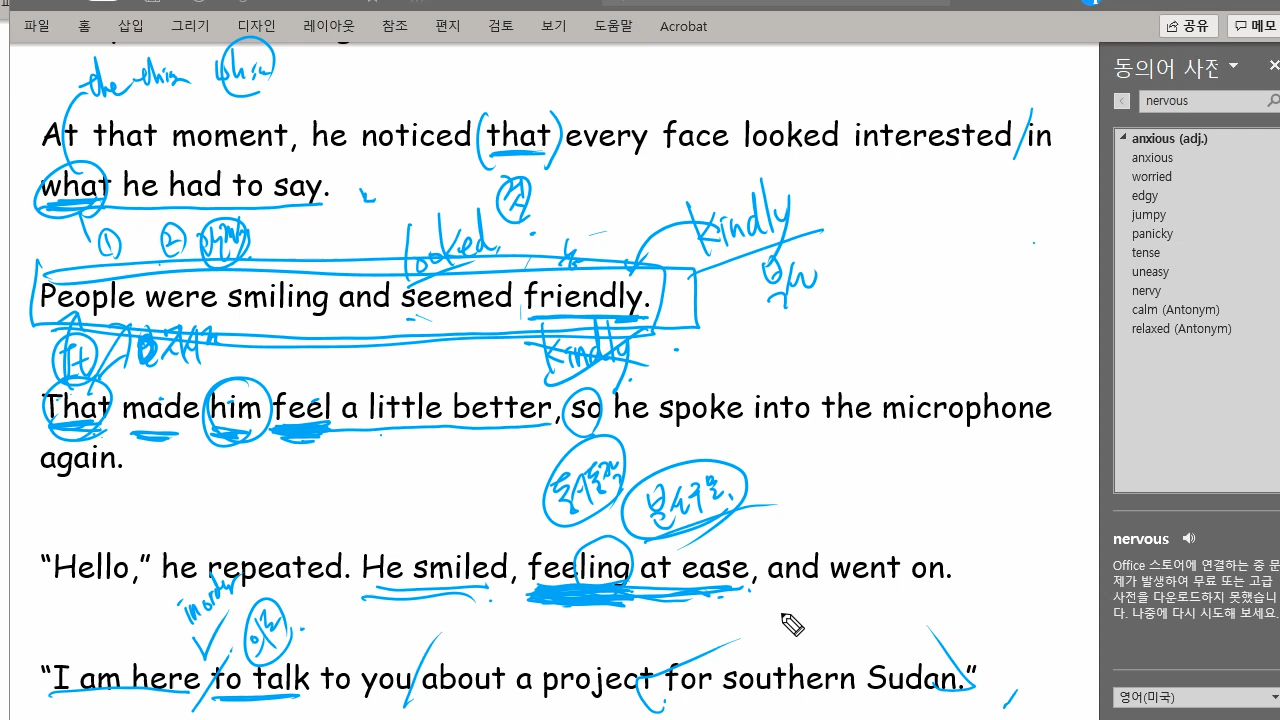 파일 홈 삽입 그리기 디자인 레이아웃 참조 편지 검토 보기 도움말 Acrobat 공유 메모
the thing which
At that moment, he noticed that every face looked interested in
what he had to say.
① ②
looked
kindly
People were smiling and seemed friendly.
kindly
That made him feel a little better, so he spoke into the microphone
again.
분사구문
"Hello," he repeated. He smiled, feeling at ease, and went on.
in order
"I am here to talk to you about a project for southern Sudan."
동의어 사전
nervous
anxious (adj.)
anxious
worried
edgy
jumpy
panicky
tense
uneasy
nervy
calm (Antonym)
relaxed (Antonym)
nervous
Office 스토어에 연결하는 중 문
제가 발생하여 무료 또는 고급
사전을 다운로드하지 못했습니
다. 나중에 다시 시도해 보세요.
영어(미국)